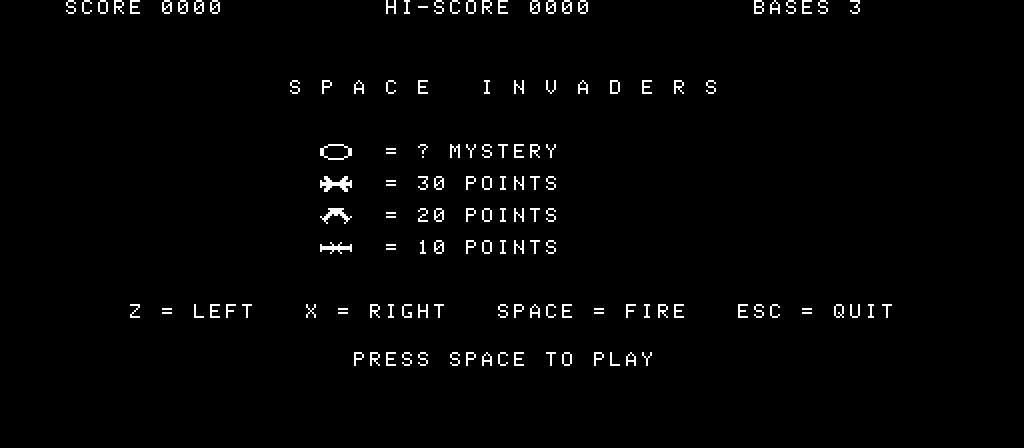 SCORE 0000 HI-SCORE 0000 BASES 3
S P A C E I N V A D E R S
= ? MYSTERY
= 30 POINTS
= 20 POINTS
= 10 POINTS
Z = LEFT X = RIGHT SPACE = FIRE ESC = QUIT
PRESS SPACE TO PLAY